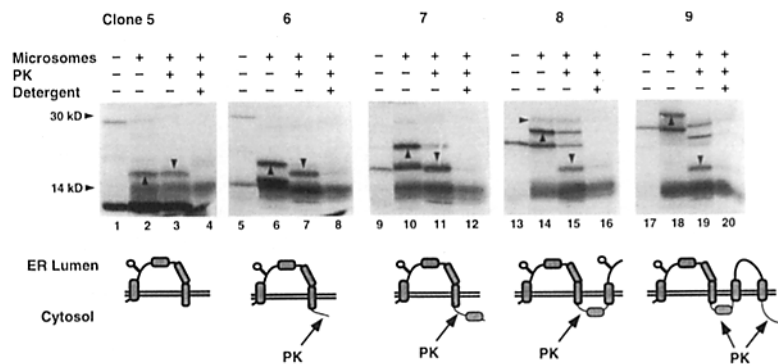 Clone 5 6 7 8 9
Microsomes − + + + − + + + − + + + − + + + − + + +
PK − − + + − − + + − − + + − − + + − − + +
Detergent − − − + − − − + − − − + − − − + − − − +
30 kD
14 kD
1 2 3 4 5 6 7 8 9 10 11 12 13 14 15 16 17 18 19 20
ER Lumen
Cytosol
PK PK PK PK